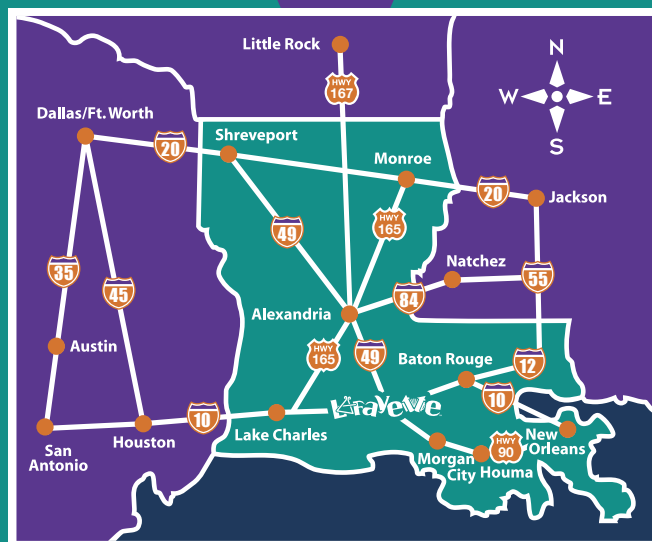 Little Rock
N
HWY
167
W
E
Dallas/Ft. Worth
Shreveport
S
20
Monroe
20
Jackson
HWY
165
49
Natchez
35
45
55
84
Alexandria
Austin
HWY
165
49
Baton Rouge
12
10
Lafayette
10
Lake Charles
Houston
San
Antonio
Morgan
City
Houma
HWY
90
New
Orleans